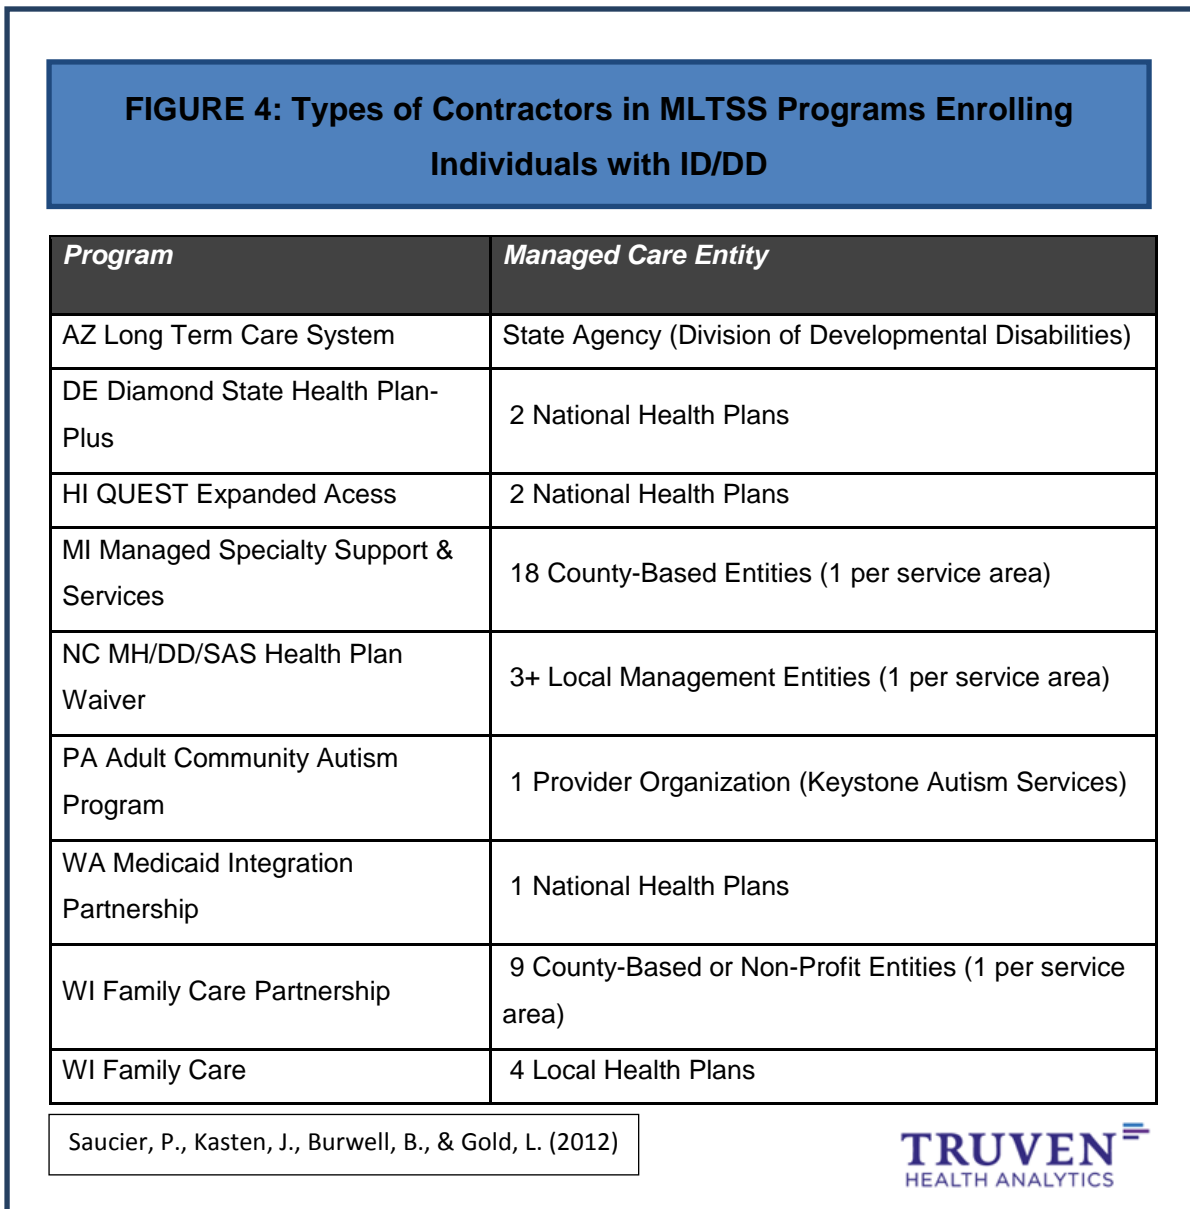 FIGURE 4: Types of Contractors in MLTSS Programs Enrolling
Individuals with ID/DD
Program
Managed Care Entity
AZ Long Term Care System
State Agency (Division of Developmental Disabilities)
DE Diamond State Health Plan-
Plus
2 National Health Plans
HI QUEST Expanded Acess
2 National Health Plans
MI Managed Specialty Support &
Services
18 County-Based Entities (1 per service area)
NC MH/DD/SAS Health Plan
Waiver
3+ Local Management Entities (1 per service area)
PA Adult Community Autism
Program
1 Provider Organization (Keystone Autism Services)
WA Medicaid Integration
Partnership
1 National Health Plans
WI Family Care Partnership
9 County-Based or Non-Profit Entities (1 per service
area)
WI Family Care
4 Local Health Plans
Saucier, P., Kasten, J., Burwell, B., & Gold, L. (2012)
TRUVEN
HEALTH ANALYTICS